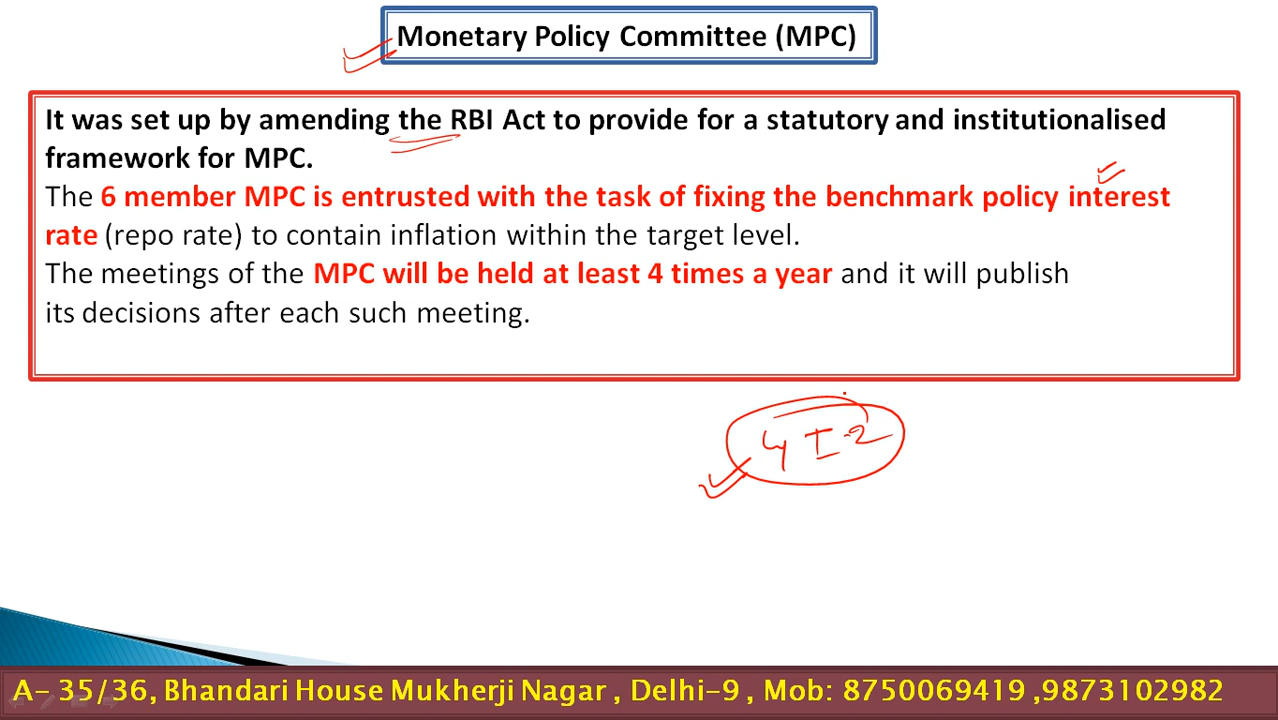 Monetary Policy Committee (MPC)
It was set up by amending the RBI Act to provide for a statutory and institutionalised
framework for MPC.
The 6 member MPC is entrusted with the task of fixing the benchmark policy interest
rate (repo rate) to contain inflation within the target level.
The meetings of the MPC will be held at least 4 times a year and it will publish
its decisions after each such meeting.
A- 35/36, Bhandari House Mukherji Nagar , Delhi-9 , Mob: 8750069419 ,9873102982